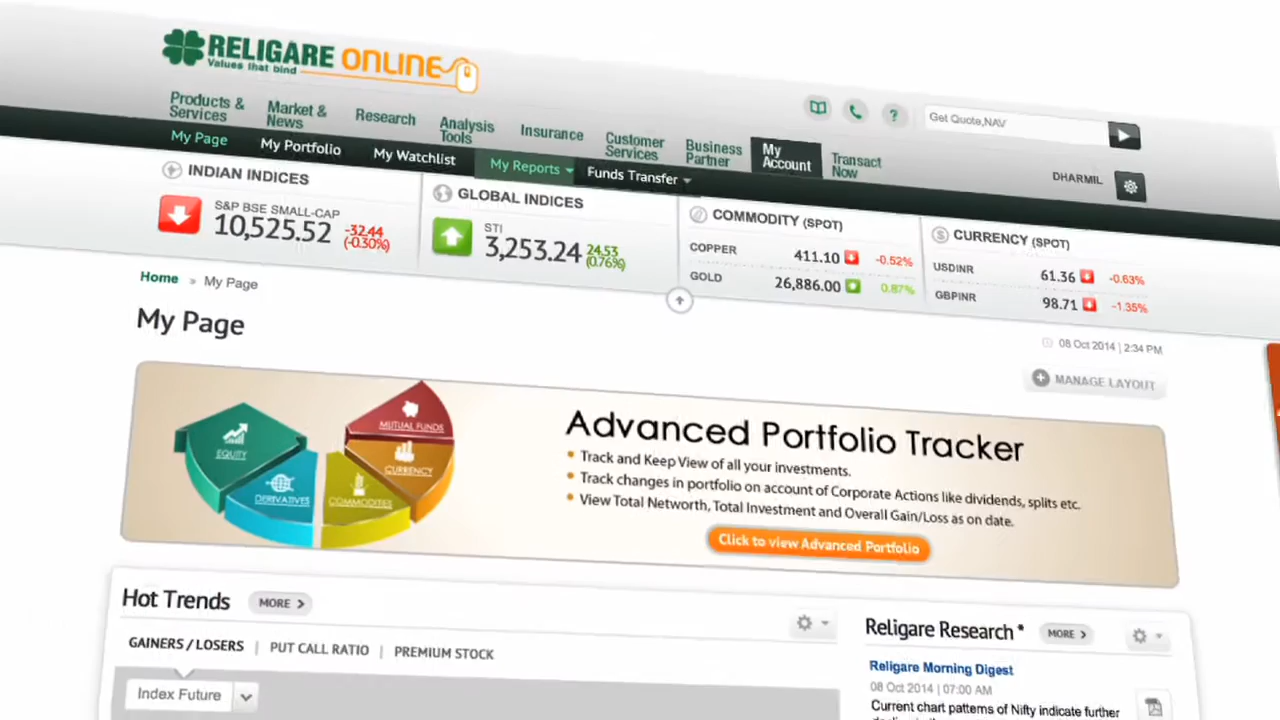 RELIGARE ONLINE
Values that bind
Get Quote,NAV
Products & Services
Market & News
Research
Analysis Tools
Insurance
Customer Services
Business Partner
My Account
Transact Now
DHARMIL
My Page
My Portfolio
My Watchlist
My Reports
Funds Transfer
INDIAN INDICES
S&P BSE SMALL-CAP
10,525.52
-32.44
(-0.30%)
GLOBAL INDICES
STI
3,253.24
24.53
(0.76%)
COMMODITY (SPOT)
COPPER 411.10 -0.52%
GOLD 26,886.00 0.87%
CURRENCY (SPOT)
USDINR 61.36 -0.63%
GBPINR 98.71 -1.35%
Home » My Page
My Page
08 Oct 2014 | 2:34 PM
MANAGE LAYOUT
EQUITY
DERIVATIVES
COMMODITIES
CURRENCY
MUTUAL FUNDS
Advanced Portfolio Tracker
• Track and Keep View of all your investments.
• Track changes in portfolio on account of Corporate Actions like dividends, splits etc.
• View Total Networth, Total Investment and Overall Gain/Loss as on date.
Click to view Advanced Portfolio
Hot Trends MORE >
GAINERS / LOSERS | PUT CALL RATIO | PREMIUM STOCK
Index Future
Religare Research * MORE >
Religare Morning Digest
08 Oct 2014 | 07:00 AM
Current chart patterns of Nifty indicate further